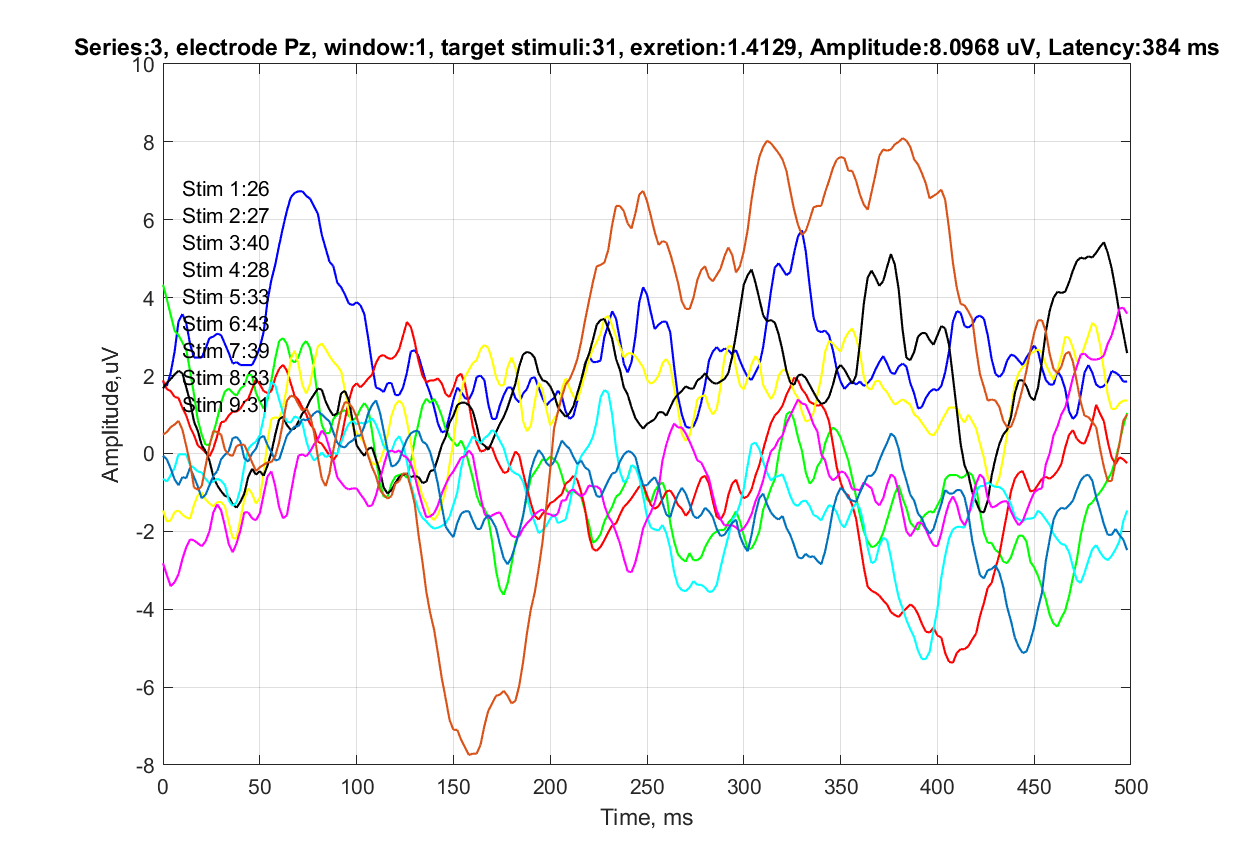 Series:3, electrode Pz, window:1, target stimuli:31, exretion:1.4129, Amplitude:8.0968 uV, Latency:384 ms
10
8
6
4
2
0
-2
-4
-6
-8
Amplitude,uV
Stim 1:26
Stim 2:27
Stim 3:40
Stim 4:28
Stim 5:33
Stim 6:43
Stim 7:39
Stim 8:33
Stim 9:31
0 50 100 150 200 250 300 350 400 450 500
Time, ms